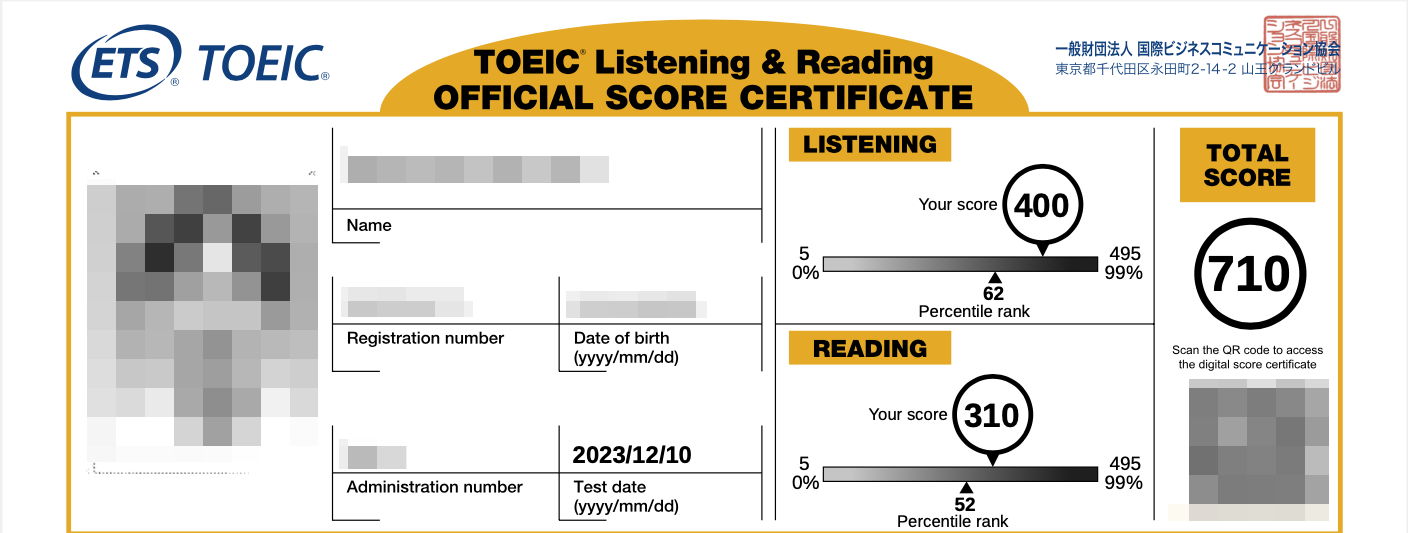 ETS® TOEIC®
TOEIC® Listening & Reading
OFFICIAL SCORE CERTIFICATE
一般財団法人 国際ビジネスコミュニケーション協会
東京都千代田区永田町2-14-2 山王グランドビル
Name
Registration number
Date of birth
(yyyy/mm/dd)
Administration number
2023/12/10
Test date
(yyyy/mm/dd)
LISTENING
Your score 400
5 495
0% 99%
62
Percentile rank
READING
Your score 310
5 495
0% 99%
52
Percentile rank
TOTAL
SCORE
710
Scan the QR code to access
the digital score certificate